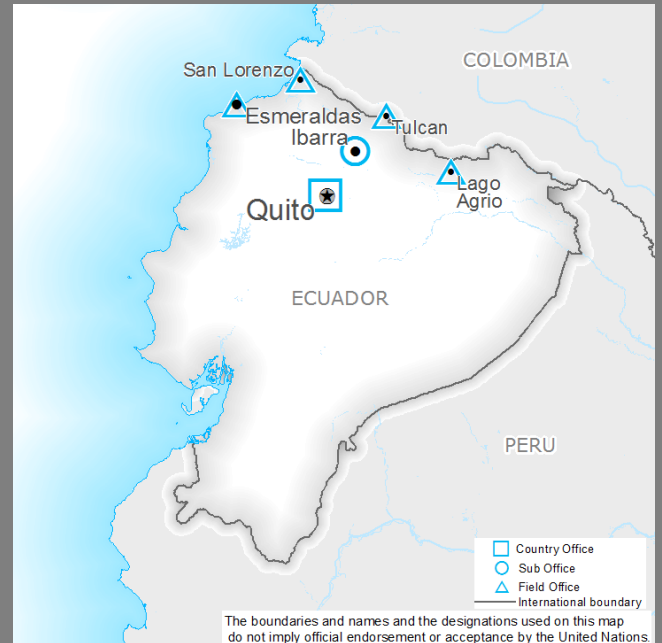 COLOMBIA
San Lorenzo
Esmeraldas
Tulcan
Ibarra
Lago
Agrio
Quito
ECUADOR
PERU
Country Office
Sub Office
Field Office
International boundary
The boundaries and names and the designations used on this map
do not imply official endorsement or acceptance by the United Nations.